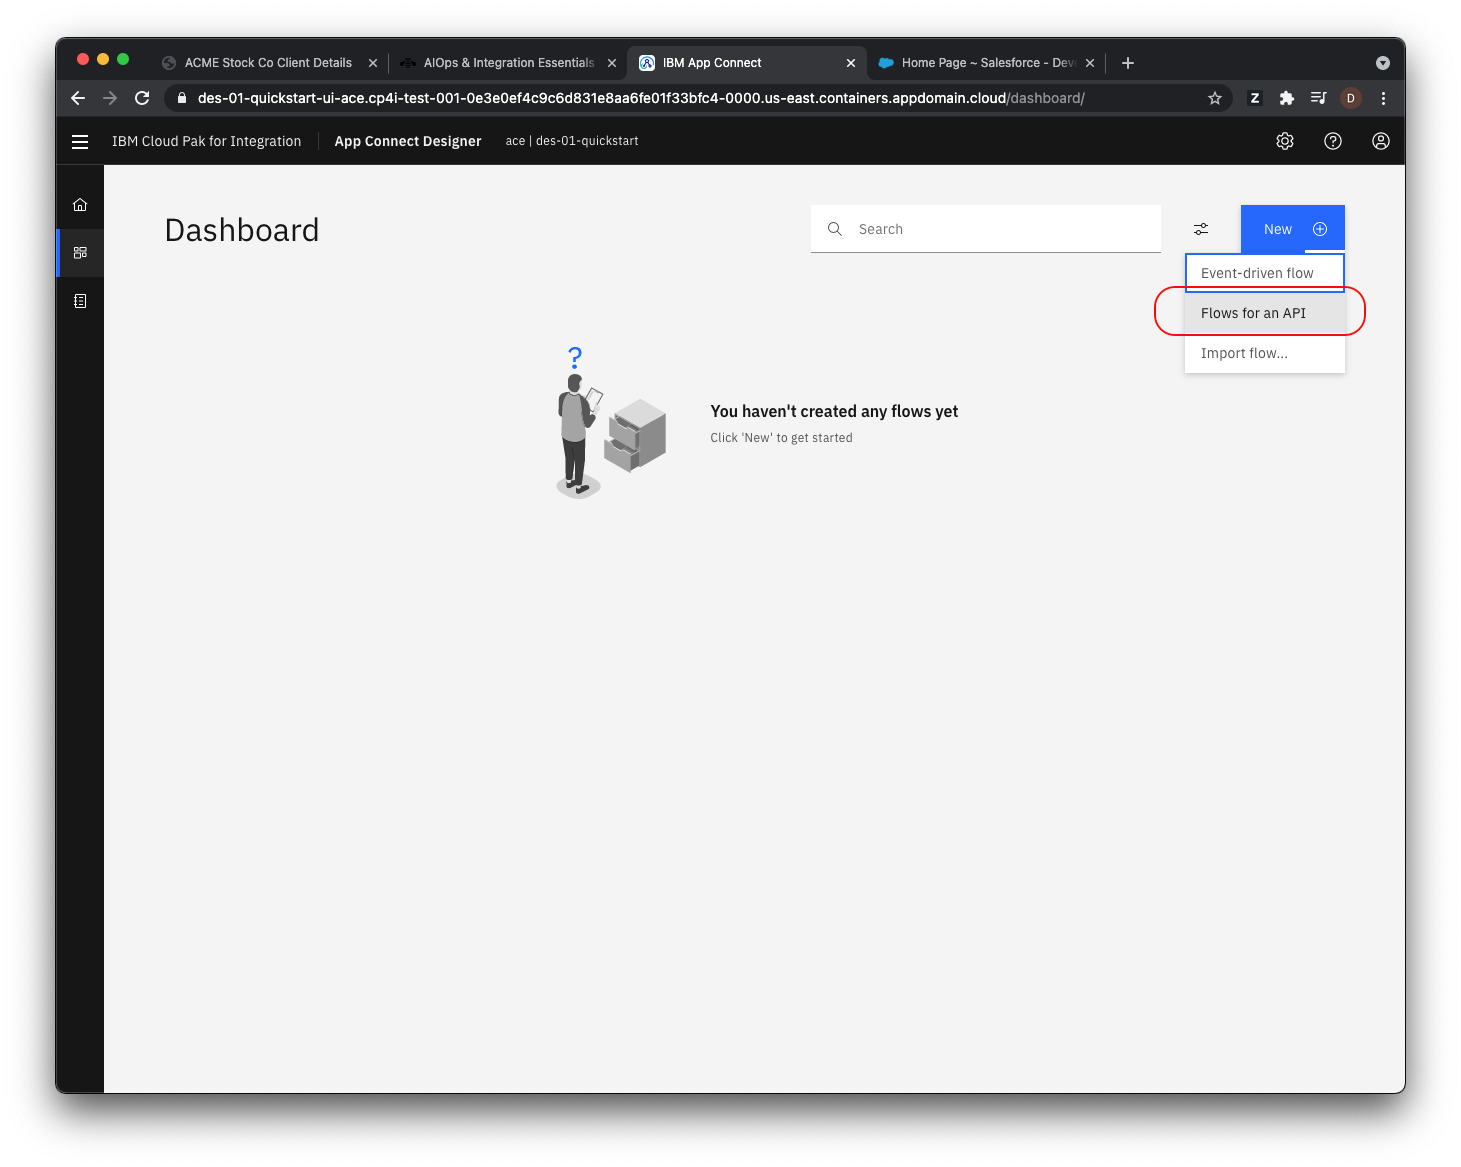 ACME Stock Co Client Details
AIOps & Integration Essentials
IBM App Connect
Home Page ~ Salesforce - Dev
des-01-quickstart-ui-ace.cp4i-test-001-0e3e0ef4c9c6d831e8aa6fe01f33bfc4-0000.us-east.containers.appdomain.cloud/dashboard/
Z
D
IBM Cloud Pak for Integration
App Connect Designer
ace | des-01-quickstart
Dashboard
Search
New
Event-driven flow
Flows for an API
Import flow...
?
You haven't created any flows yet
Click 'New' to get started